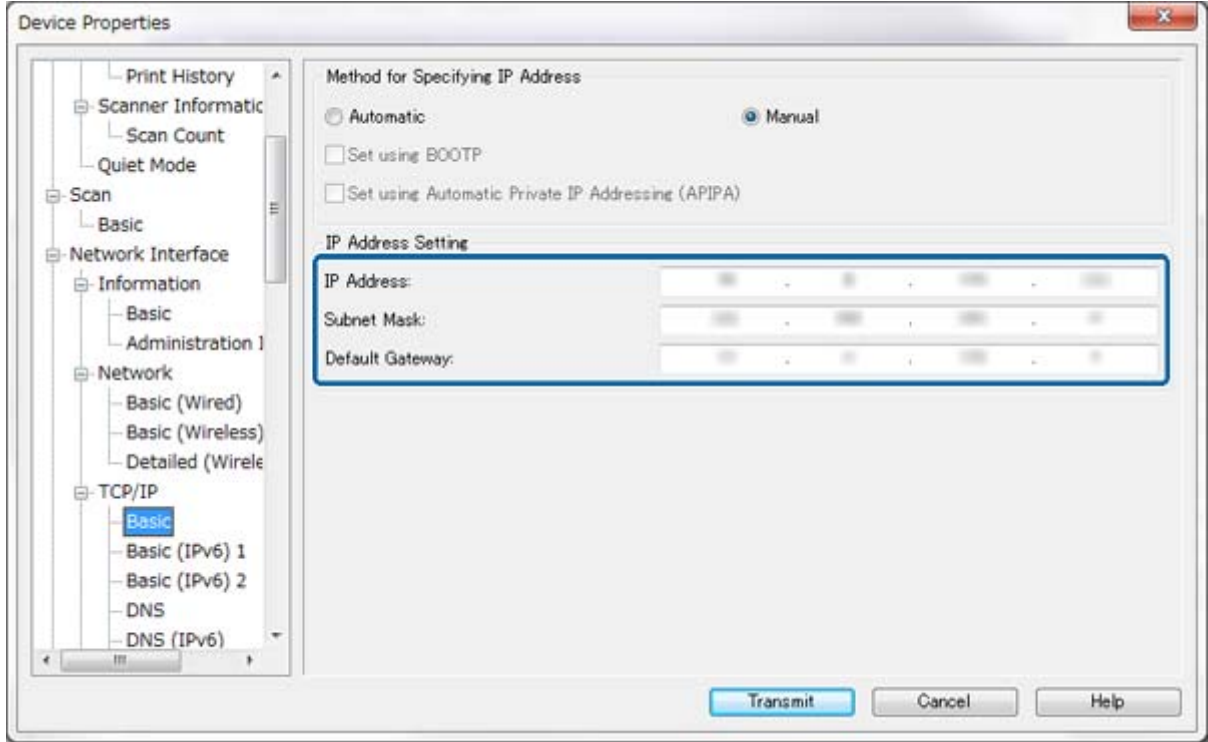 Device Properties
Print History
Scanner Informatic
Scan Count
Quiet Mode
Scan
Basic
Network Interface
Information
Basic
Administration I
Network
Basic (Wired)
Basic (Wireless)
Detailed (Wirele
TCP/IP
Basic
Basic (IPv6) 1
Basic (IPv6) 2
DNS
DNS (IPv6)
Method for Specifying IP Address
Automatic
Manual
Set using BOOTP
Set using Automatic Private IP Addressing (APIPA)
IP Address Setting
IP Address:
Subnet Mask:
Default Gateway:
Transmit
Cancel
Help